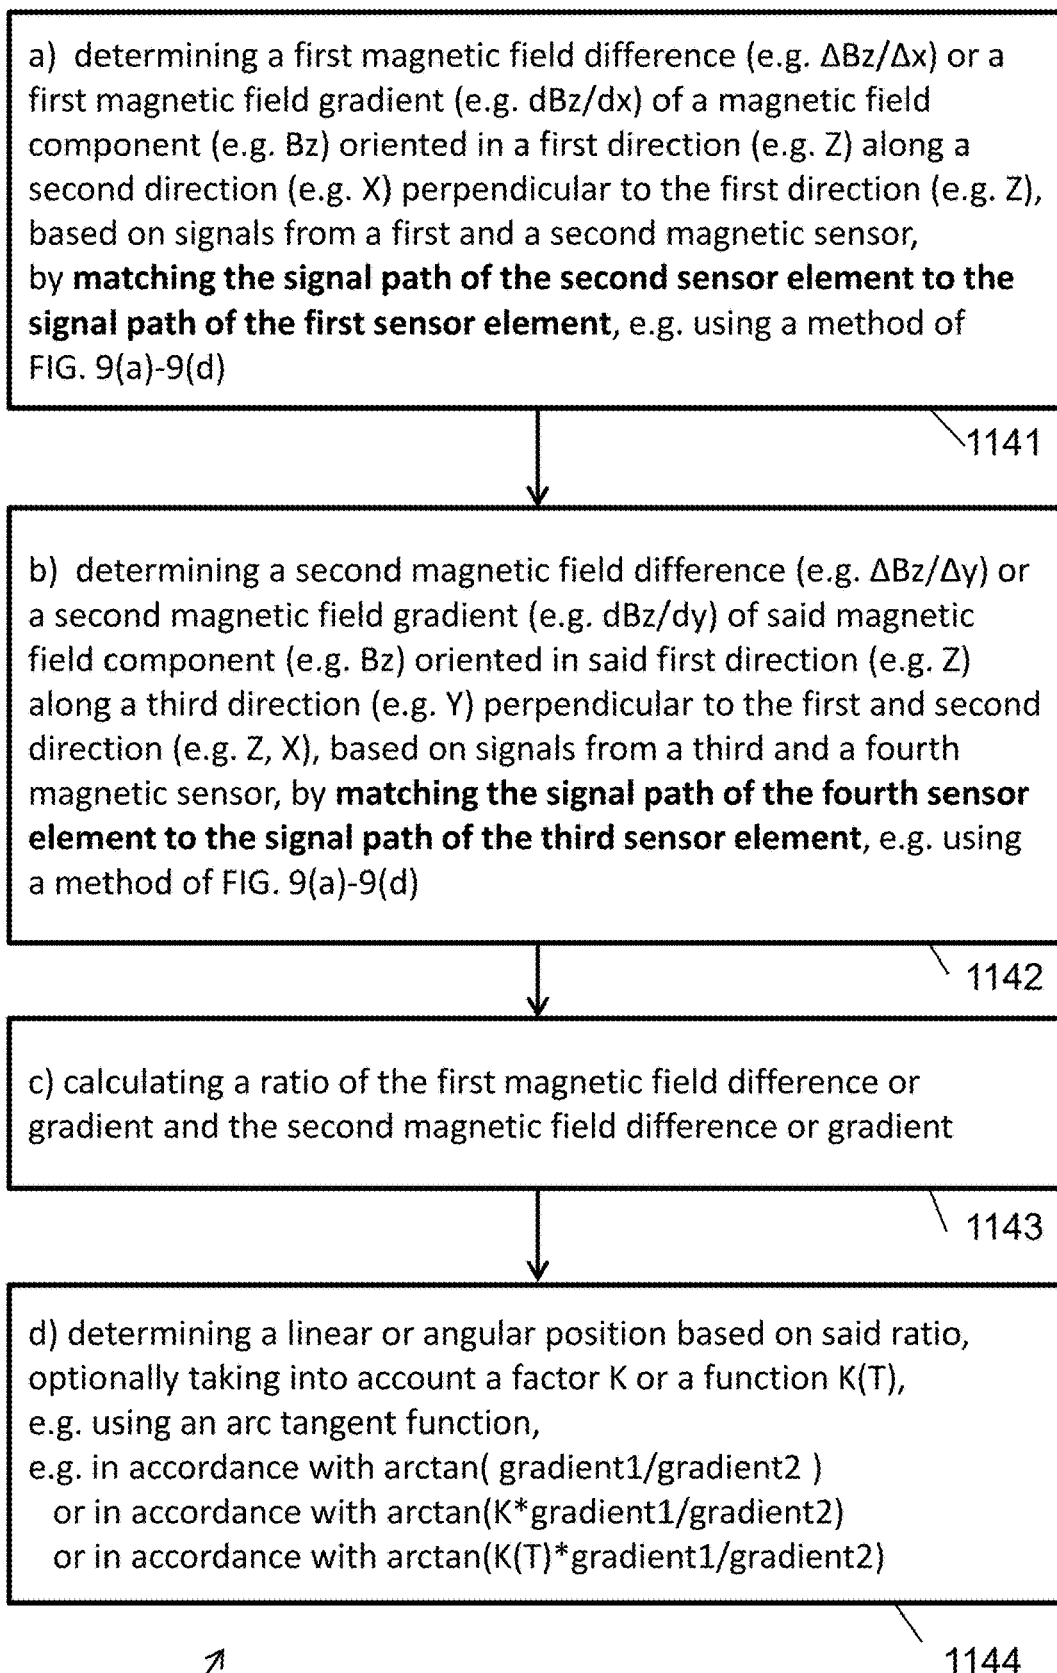 a) determining a first magnetic field difference (e.g. ΔBz/Δx) or a
first magnetic field gradient (e.g. dBz/dx) of a magnetic field
component (e.g. Bz) oriented in a first direction (e.g. Z) along a
second direction (e.g. X) perpendicular to the first direction (e.g. Z),
based on signals from a first and a second magnetic sensor,
by matching the signal path of the second sensor element to the
signal path of the first sensor element, e.g. using a method of
FIG. 9(a)-9(d)
1141
b) determining a second magnetic field difference (e.g. ΔBz/Δy) or
a second magnetic field gradient (e.g. dBz/dy) of said magnetic
field component (e.g. Bz) oriented in said first direction (e.g. Z)
along a third direction (e.g. Y) perpendicular to the first and second
direction (e.g. Z, X), based on signals from a third and a fourth
magnetic sensor, by matching the signal path of the fourth sensor
element to the signal path of the third sensor element, e.g. using
a method of FIG. 9(a)-9(d)
1142
c) calculating a ratio of the first magnetic field difference or
gradient and the second magnetic field difference or gradient
1143
d) determining a linear or angular position based on said ratio,
optionally taking into account a factor K or a function K(T),
e.g. using an arc tangent function,
e.g. in accordance with arctan( gradient1/gradient2 )
or in accordance with arctan(K*gradient1/gradient2)
or in accordance with arctan(K(T)*gradient1/gradient2)
1144